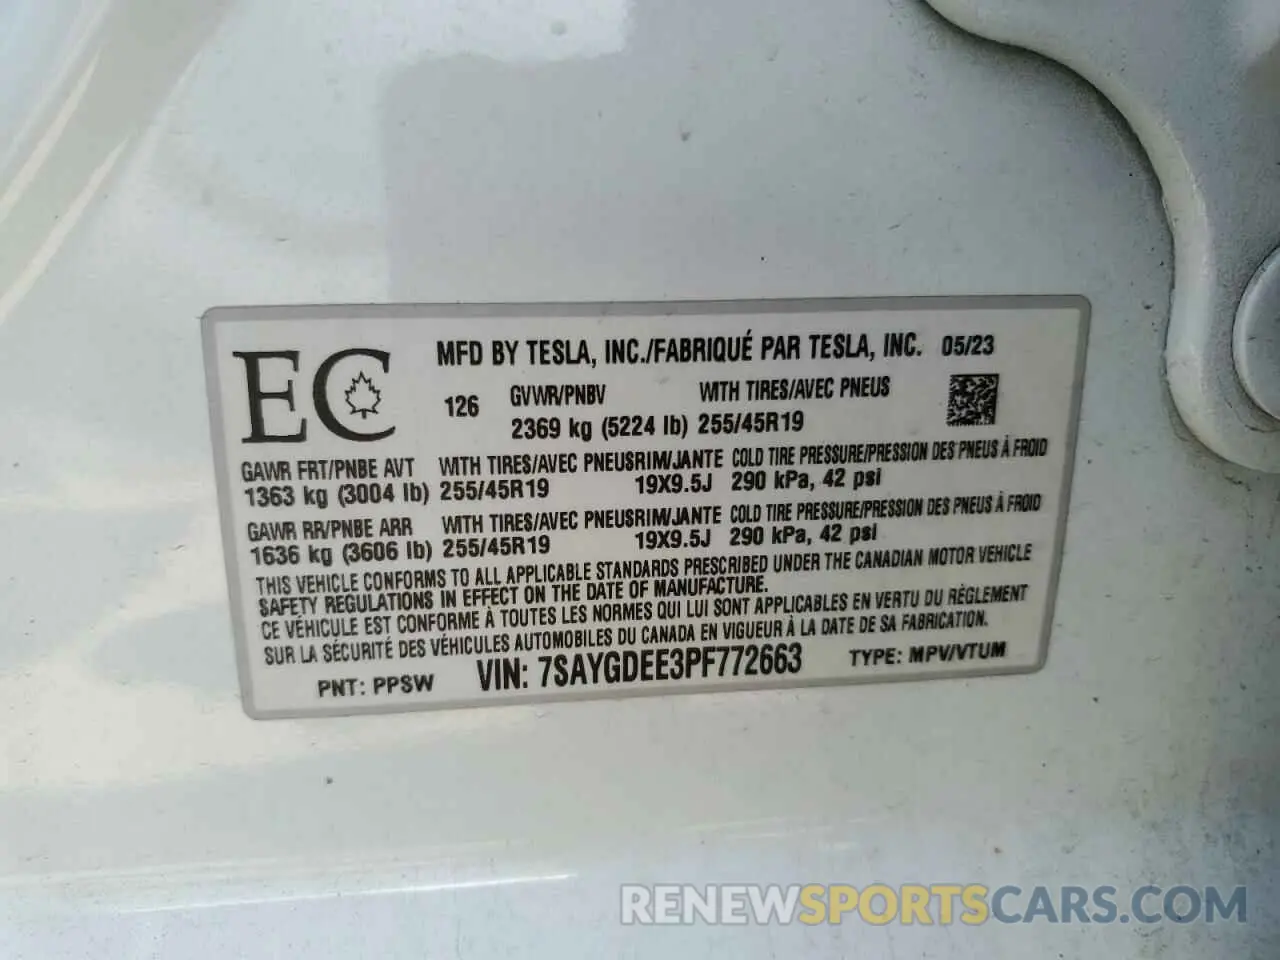 EC
MFD BY TESLA, INC./FABRIQUÉ PAR TESLA, INC. 05/23
126 GVWR/PNBV WITH TIRES/AVEC PNEUS
2369 kg (5224 lb) 255/45R19
GAWR FRT/PNBE AVT WITH TIRES/AVEC PNEUS RIM/JANTE COLD TIRE PRESSURE/PRESSION DES PNEUS À FROID
1363 kg (3004 lb) 255/45R19 19X9.5J 290 kPa, 42 psi
GAWR RR/PNBE ARR WITH TIRES/AVEC PNEUS RIM/JANTE COLD TIRE PRESSURE/PRESSION DES PNEUS À FROID
1636 kg (3606 lb) 255/45R19 19X9.5J 290 kPa, 42 psi
THIS VEHICLE CONFORMS TO ALL APPLICABLE STANDARDS PRESCRIBED UNDER THE CANADIAN MOTOR VEHICLE
SAFETY REGULATIONS IN EFFECT ON THE DATE OF MANUFACTURE.
CE VÉHICULE EST CONFORME À TOUTES LES NORMES QUI LUI SONT APPLICABLES EN VERTU DU RÈGLEMENT
SUR LA SÉCURITÉ DES VÉHICULES AUTOMOBILES DU CANADA EN VIGUEUR À LA DATE DE SA FABRICATION.
PNT: PPSW VIN: 7SAYGDEE3PF772663 TYPE: MPV/VTUM
RENEWSPORTSCARS.COM